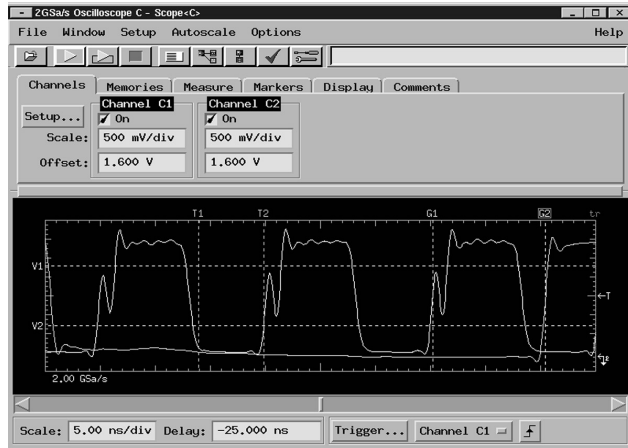 2GSa/s Oscilloscope C - Scope<C>
File Window Setup Autoscale Options Help
Channels Memories Measure Markers Display Comments
Channel C1 Channel C2
Setup... On On
Scale: 500 mV/div 500 mV/div
Offset: 1.600 V 1.600 V
T1 T2 G1 G2 tr
V1
T
V2
2.00 GSa/s
Scale: 5.00 ns/div Delay: -25.000 ns Trigger... Channel C1